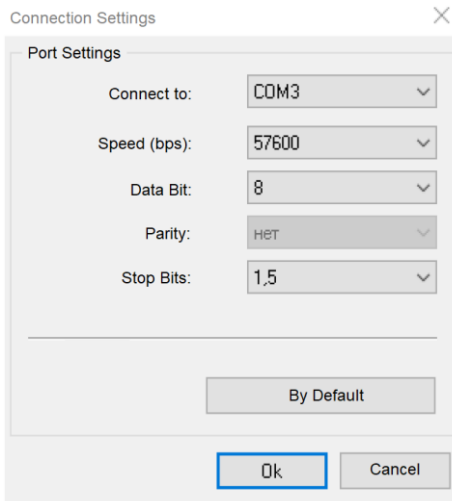 Connection Settings
Port Settings
Connect to: COM3
Speed (bps): 57600
Data Bit: 8
Parity: нет
Stop Bits: 1,5
By Default
Ok Cancel